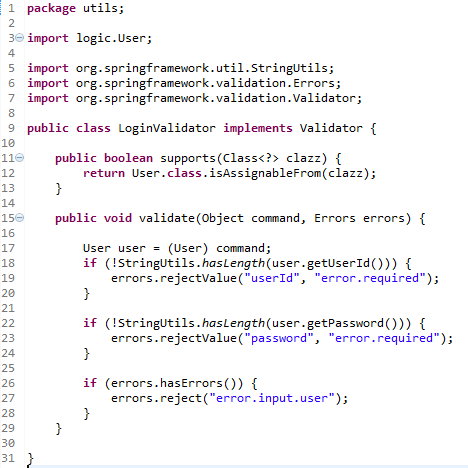 1 package utils;
2
3 import logic.User;
4
5 import org.springframework.util.StringUtils;
6 import org.springframework.validation.Errors;
7 import org.springframework.validation.Validator;
8
9 public class LoginValidator implements Validator {
10
11     public boolean supports(Class<?> clazz) {
12         return User.class.isAssignableFrom(clazz);
13     }
14
15     public void validate(Object command, Errors errors) {
16
17         User user = (User) command;
18         if (!StringUtils.hasLength(user.getUserId())) {
19             errors.rejectValue("userId", "error.required");
20         }
21
22         if (!StringUtils.hasLength(user.getPassword())) {
23             errors.rejectValue("password", "error.required");
24         }
25
26         if (errors.hasErrors()) {
27             errors.reject("error.input.user");
28         }
29     }
30
31 }